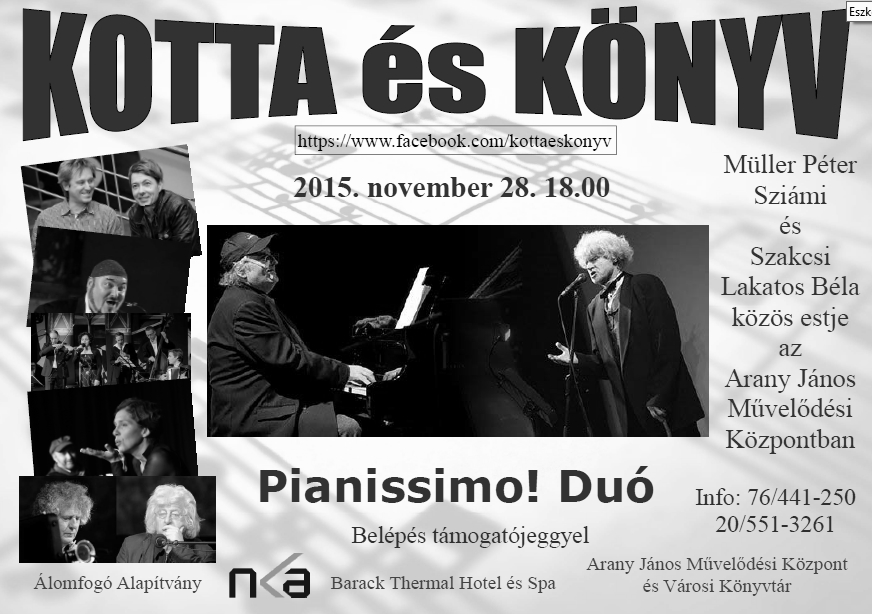 Eszk
KOTTA és KÖNYV
https://www.facebook.com/kottaeskonyv
2015. november 28. 18.00
Müller Péter
Sziámi
és
Szakcsi
Lakatos Béla
közös estje
az
Arany János
Művelődési
Központban
Pianissimo! Duó
Belépés támogatójeggyel
Info: 76/441-250
20/551-3261
Álomfogó Alapítvány
nka
Barack Thermal Hotel és Spa
Arany János Művelődési Központ
és Városi Könyvtár